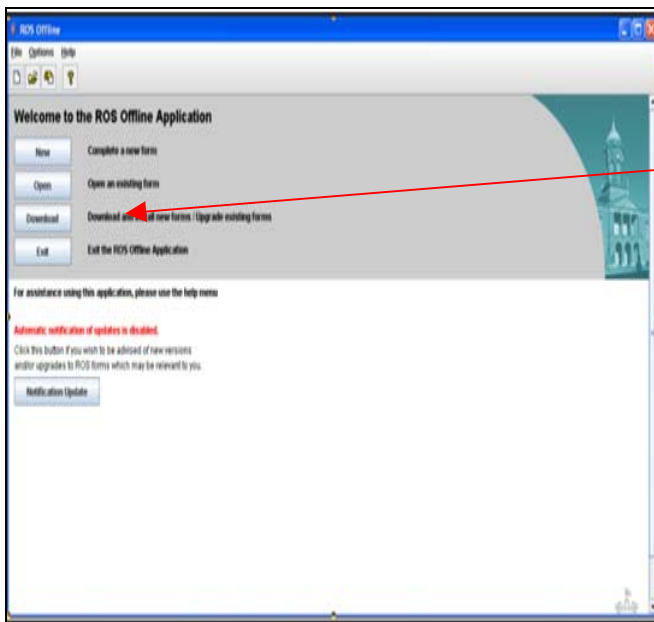 ROS Offline
File Options Help
Welcome to the ROS Offline Application
New Complete a new form
Open Open an existing form
Download Download and all new forms / Upgrade existing forms
Exit Exit the ROS Offline Application
For assistance using this application, please use the help menu
Automatic notification of updates is disabled.
Click this button if you wish to be advised of new versions
and/or upgrades to ROS forms which may be relevant to you.
Notification Update